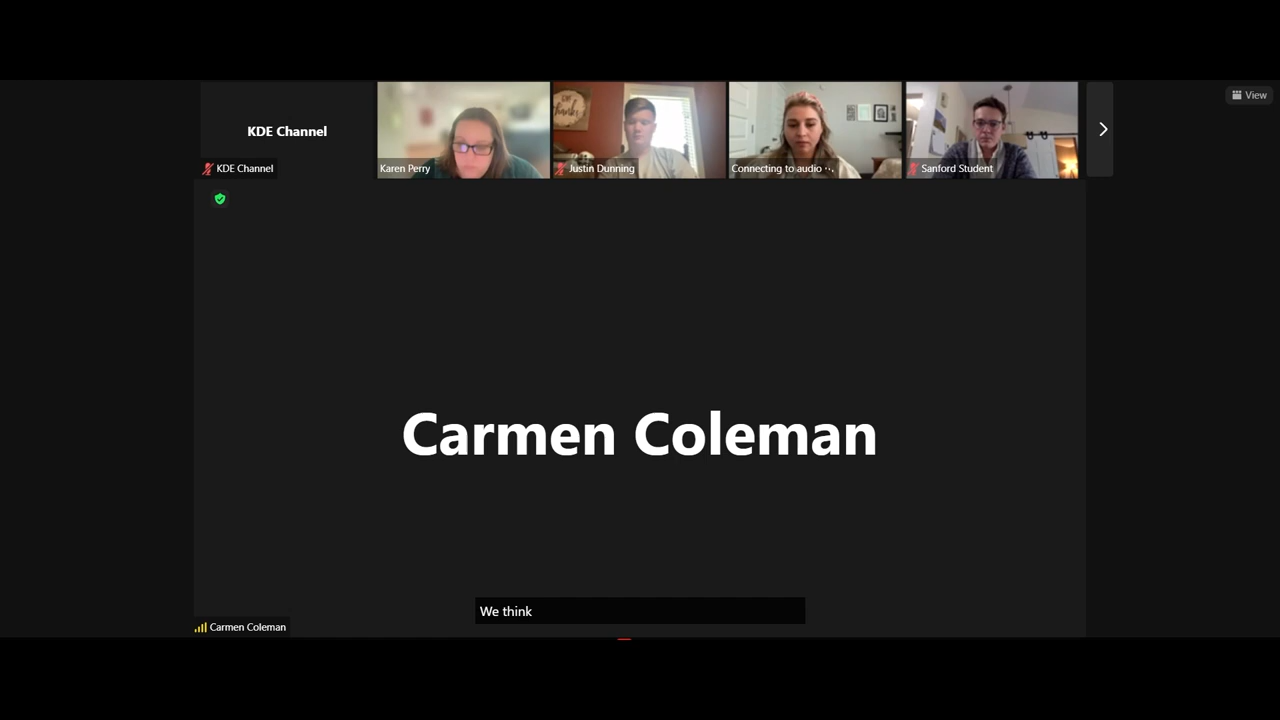 KDE Channel
View
KDE Channel
Karen Perry
Justin Dunning
Connecting to audio ··.
Sanford Student
Carmen Coleman
We think
Carmen Coleman